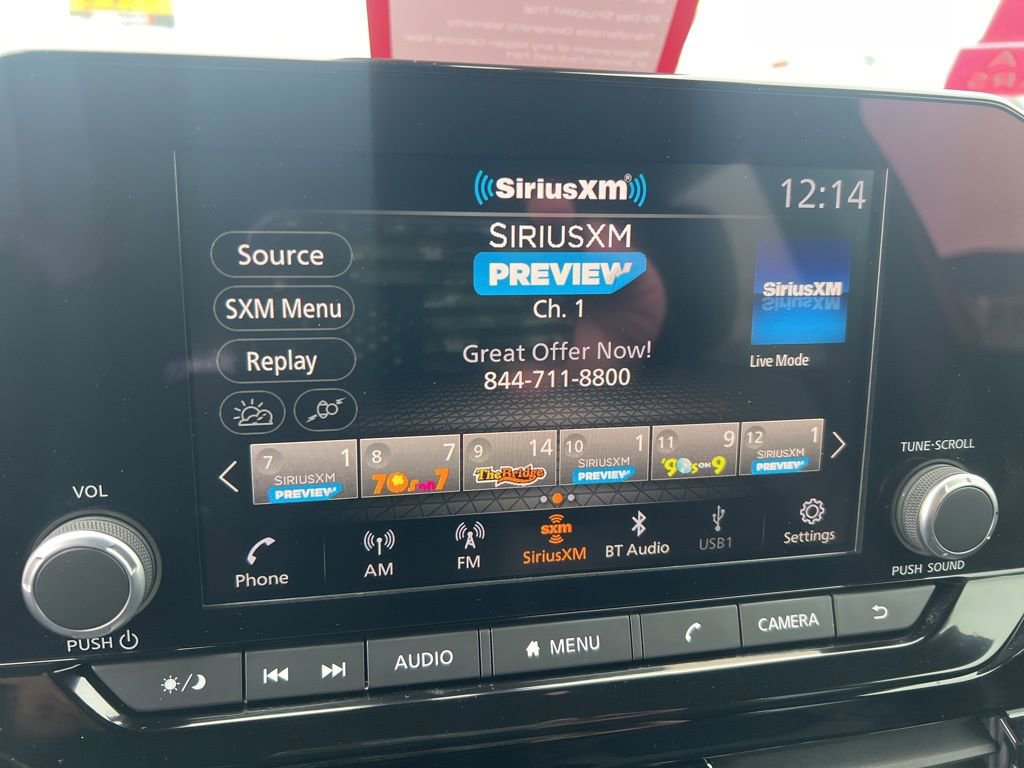 SiriusXM®
12:14
Source
SXM Menu
Replay
SIRIUSXM
PREVIEW
Ch. 1
Great Offer Now!
844-711-8800
SiriusXM
Live Mode
7 1
SIRIUSXM
PREVIEW
8 7
70s on 7
9 14
The Bridge
10 1
SIRIUSXM
PREVIEW
11 9
'90s ON 9
12 1
SIRIUSXM
PREVIEW
Phone
AM
FM
sxm
SiriusXM
BT Audio
USB1
Settings
VOL
PUSH
TUNE·SCROLL
PUSH SOUND
AUDIO
MENU
CAMERA